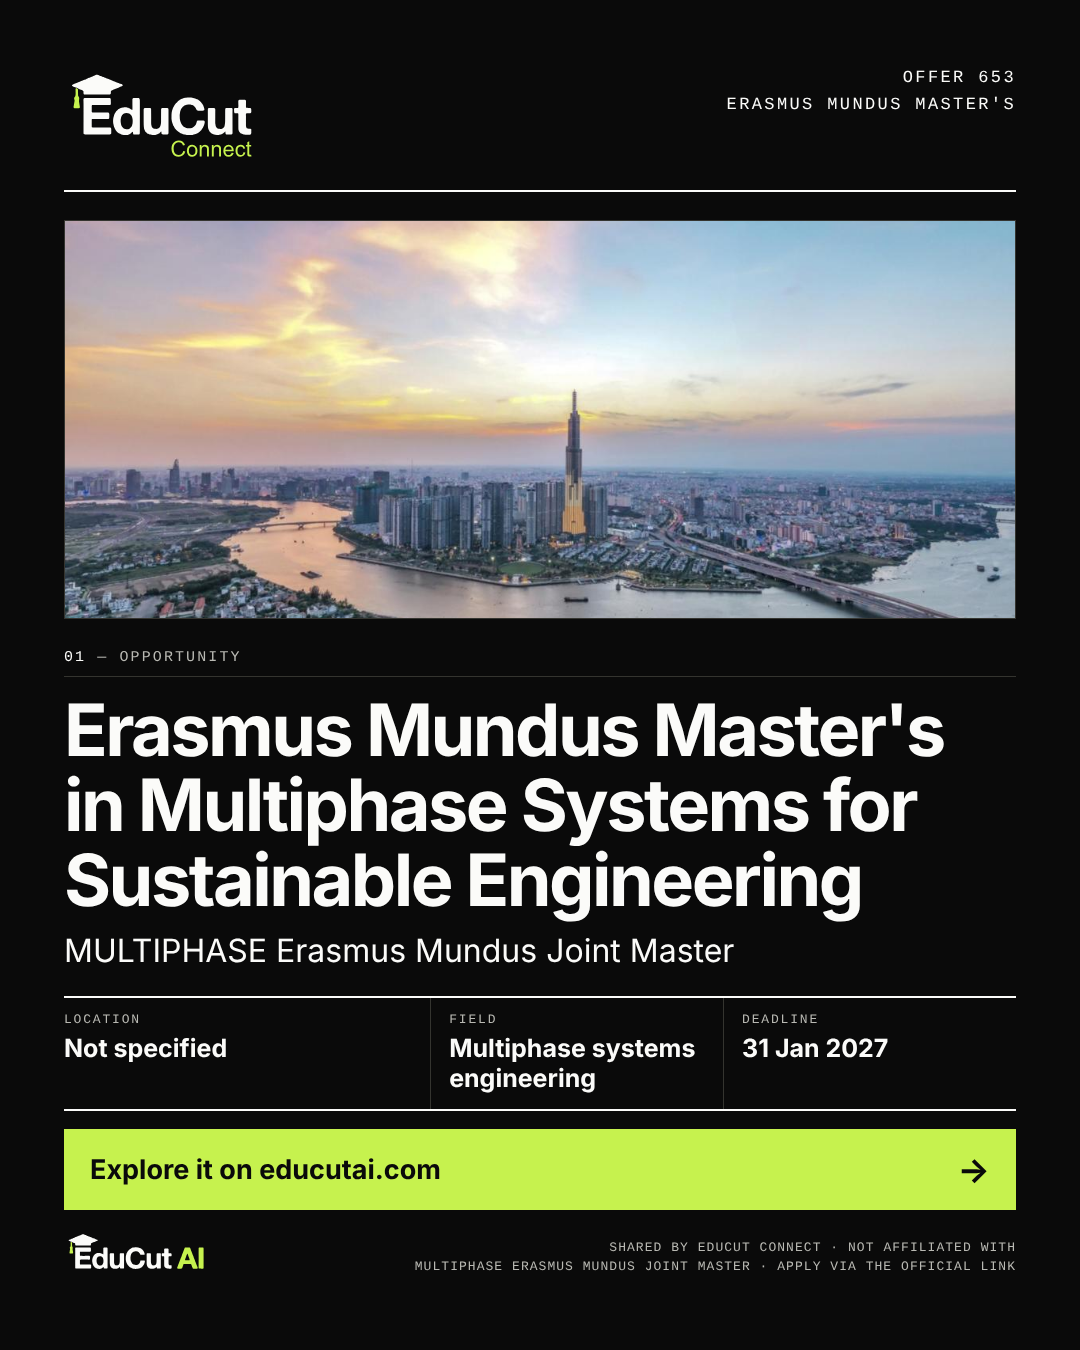 EduCut
Connect
OFFER 653
ERASMUS MUNDUS MASTER'S
01 — OPPORTUNITY
Erasmus Mundus Master's
in Multiphase Systems for
Sustainable Engineering
MULTIPHASE Erasmus Mundus Joint Master
LOCATION
Not specified
FIELD
Multiphase systems
engineering
DEADLINE
31 Jan 2027
Explore it on educutai.com →
EduCut AI
SHARED BY EDUCUT CONNECT · NOT AFFILIATED WITH
MULTIPHASE ERASMUS MUNDUS JOINT MASTER · APPLY VIA THE OFFICIAL LINK